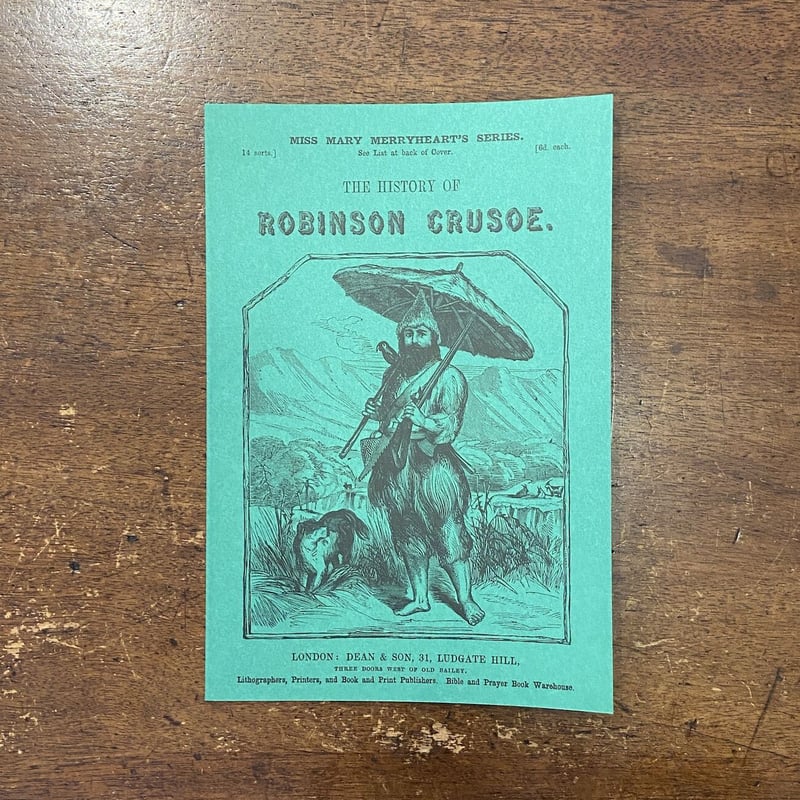 MISS MARY MERRYHEART'S SERIES.
14 sorts.] See List at back of Cover. [6d. each.
THE HISTORY OF
ROBINSON CRUSOE.
LONDON: DEAN & SON, 31, LUDGATE HILL,
THREE DOORS WEST OF OLD BAILEY.
Lithographers, Printers, and Book and Print Publishers. Bible and Prayer Book Warehouse.